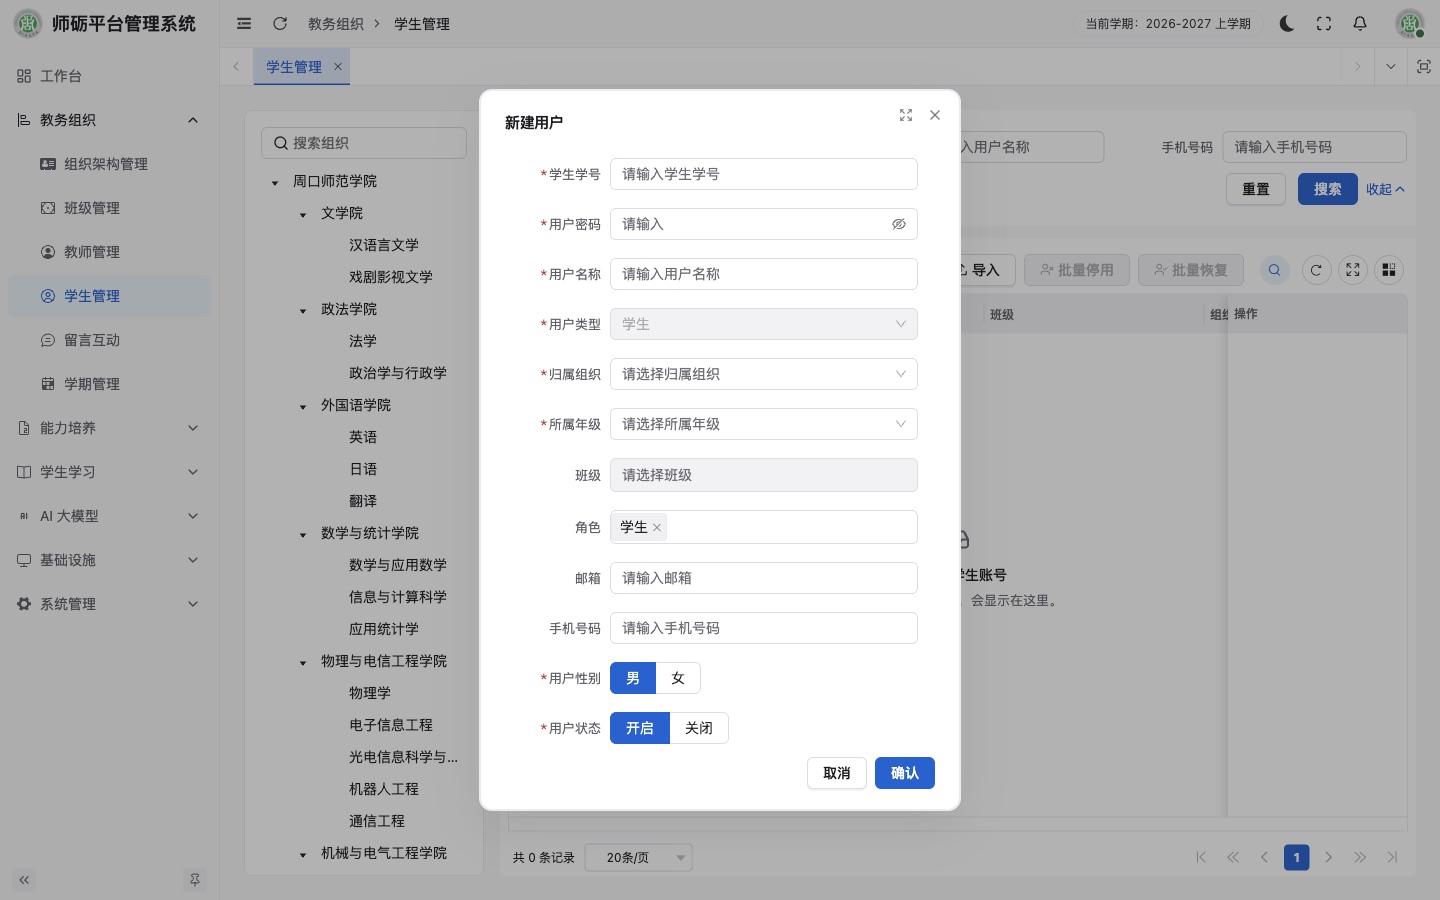 师砺平台管理系统
教务组织
学生管理
当前学期：2026-2027 上学期
学生管理
工作台
教务组织
组织架构管理
班级管理
教师管理
学生管理
留言互动
学期管理
能力培养
学生学习
AI 大模型
基础设施
系统管理
搜索组织
周口师范学院
文学院
汉语言文学
戏剧影视文学
政法学院
法学
政治学与行政学
外国语学院
英语
日语
翻译
数学与统计学院
数学与应用数学
信息与计算科学
应用统计学
物理与电信工程学院
物理学
电子信息工程
光电信息科学与...
机器人工程
通信工程
机械与电气工程学院
入用户名称
手机号码
请输入手机号码
重置
搜索
收起
导入
批量停用
批量恢复
班级
操作
学生账号
会显示在这里。
共 0 条记录
20条/页
1
新建用户
*学生学号
请输入学生学号
*用户密码
请输入
*用户名称
请输入用户名称
*用户类型
学生
*归属组织
请选择归属组织
*所属年级
请选择所属年级
班级
请选择班级
角色
学生
邮箱
请输入邮箱
手机号码
请输入手机号码
*用户性别
男
女
*用户状态
开启
关闭
取消
确认